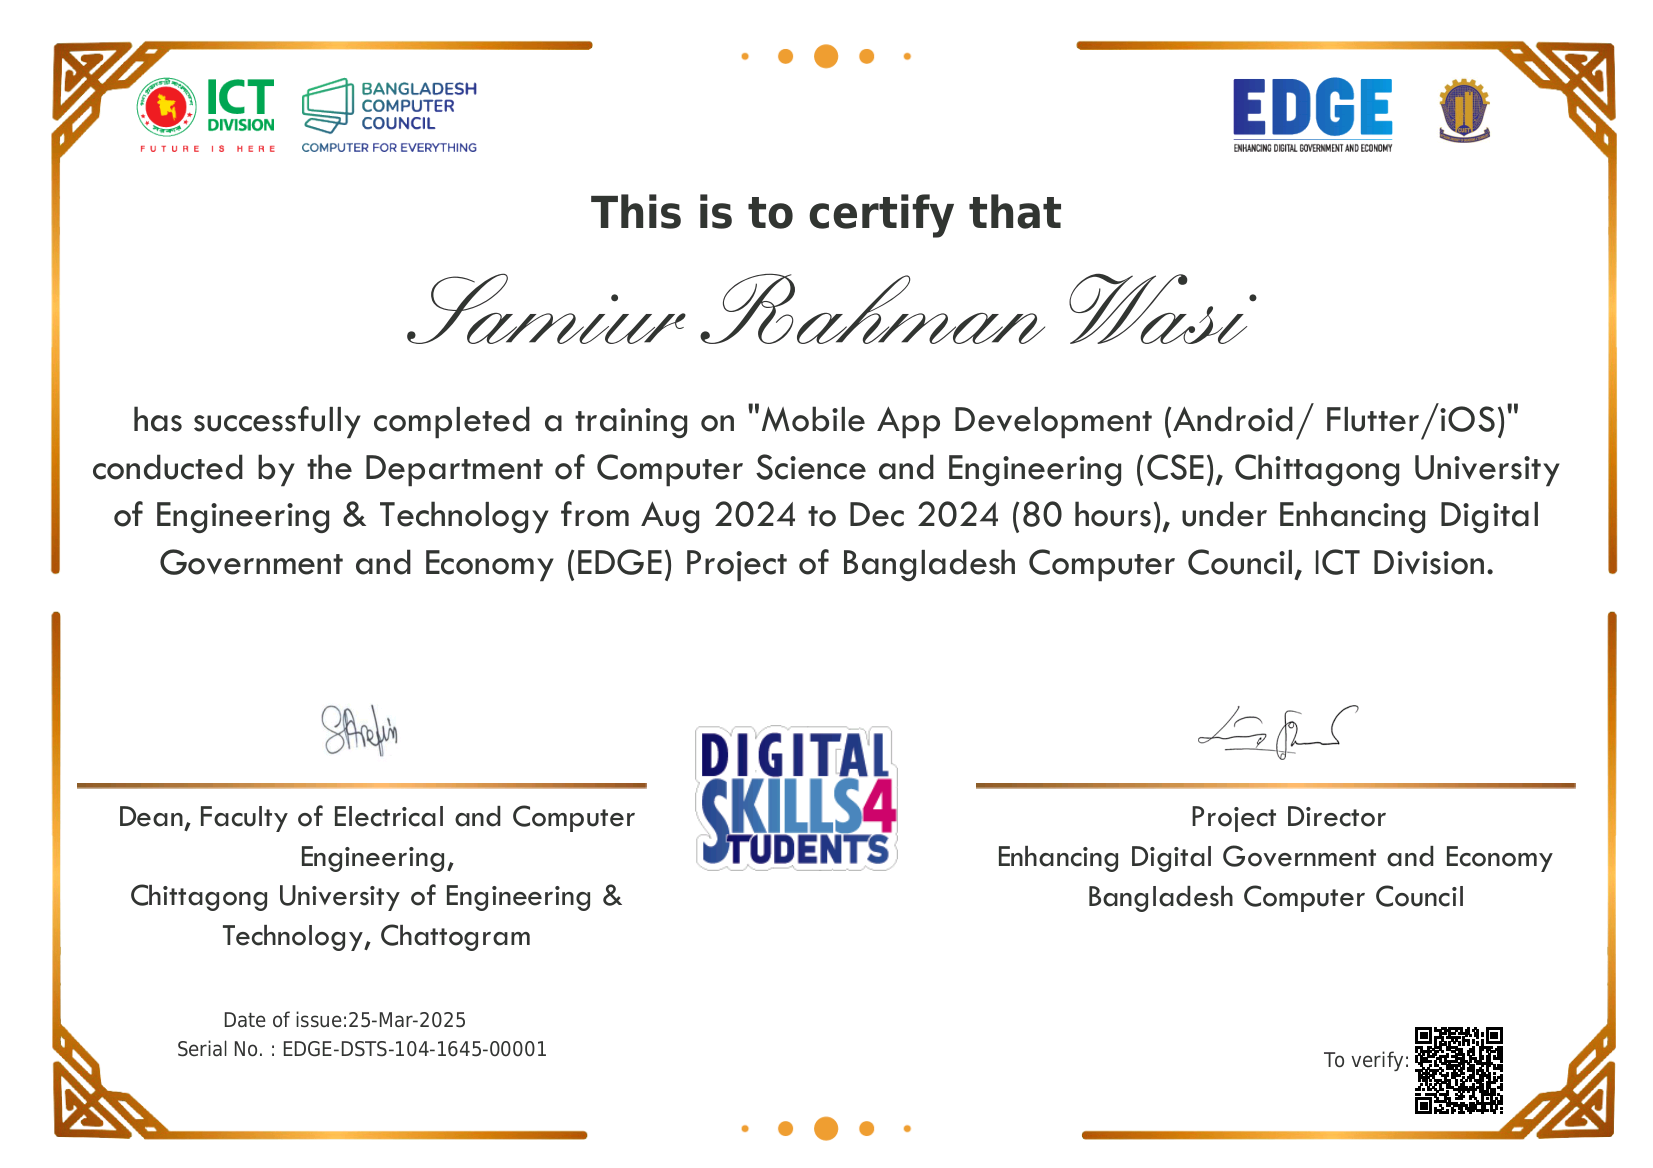 ICT
DIVISION
FUTURE IS HERE
BANGLADESH
COMPUTER
COUNCIL
COMPUTER FOR EVERYTHING
EDGE
ENHANCING DIGITAL GOVERNMENT AND ECONOMY
This is to certify that
Samiur Rahman Wasi
has successfully completed a training on "Mobile App Development (Android/ Flutter/iOS)"
conducted by the Department of Computer Science and Engineering (CSE), Chittagong University
of Engineering & Technology from Aug 2024 to Dec 2024 (80 hours), under Enhancing Digital
Government and Economy (EDGE) Project of Bangladesh Computer Council, ICT Division.
SArefin
Dean, Faculty of Electrical and Computer
Engineering,
Chittagong University of Engineering &
Technology, Chattogram
DIGITAL
SKILLS4
STUDENTS
Project Director
Enhancing Digital Government and Economy
Bangladesh Computer Council
Date of issue:25-Mar-2025
Serial No. : EDGE-DSTS-104-1645-00001
To verify: